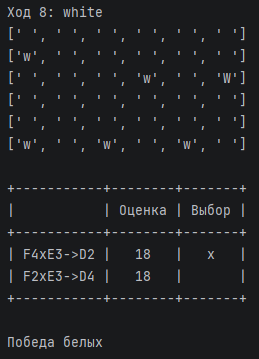 Ход 8: white
[' ', ' ', ' ', ' ', ' ', ' ']
['w', ' ', ' ', ' ', ' ', ' ']
[' ', ' ', ' ', 'w', ' ', 'W']
[' ', ' ', ' ', ' ', ' ', ' ']
[' ', ' ', ' ', ' ', ' ', ' ']
['w', ' ', 'w', ' ', 'w', ' ']
+-----------+--------+-------+
|           | Оценка | Выбор |
+-----------+--------+-------+
| F4xE3->D2 |   18   |   x   |
| F2xE3->D4 |   18   |       |
+-----------+--------+-------+
Победа белых